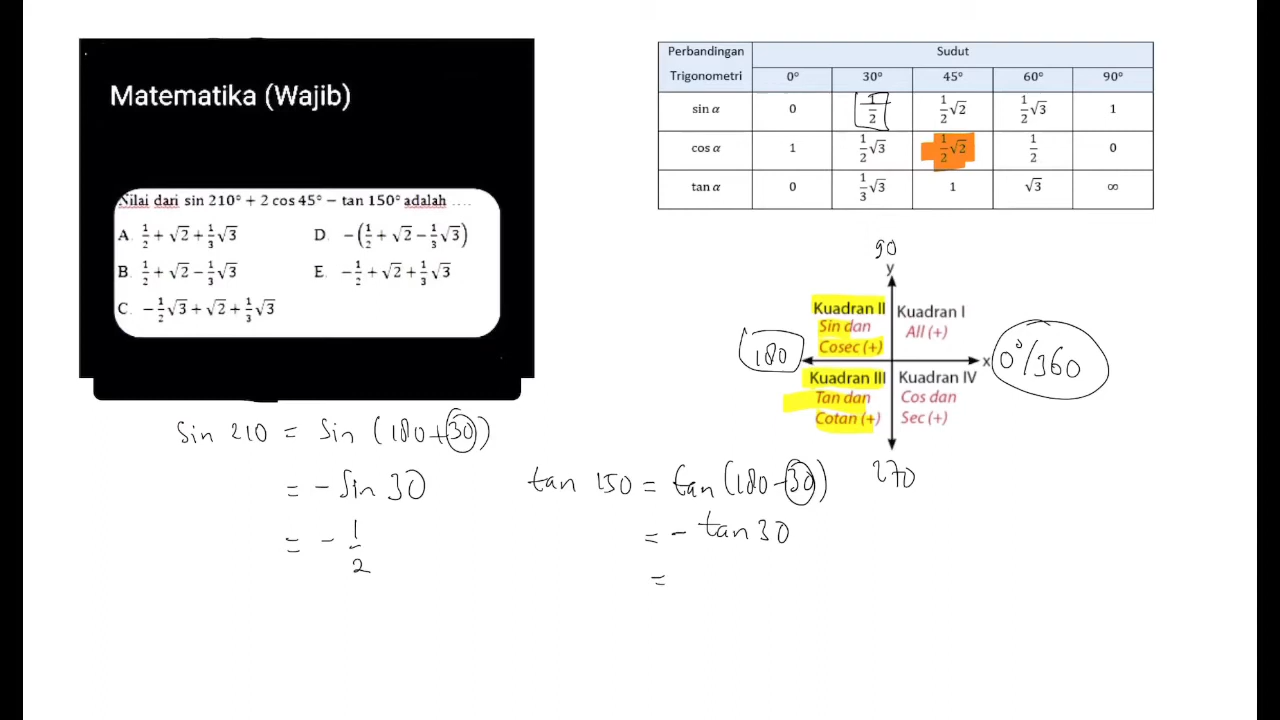 Matematika (Wajib)
Nilai dari sin 210° + 2 cos 45° − tan 150° adalah ….
A. 1/2 + √2 + 1/3 √3
D. −(1/2 + √2 − 1/3 √3)
B. 1/2 + √2 − 1/3 √3
E. −1/2 + √2 + 1/3 √3
C. −1/2 √3 + √2 + 1/3 √3
Perbandingan Trigonometri
Sudut
0° 30° 45° 60° 90°
sin α 0 1/2 1/2 √2 1/2 √3 1
cos α 1 1/2 √3 1/2 √2 1/2 0
tan α 0 1/3 √3 1 √3 ∞
90
y
Kuadran II
Sin dan
Cosec (+)
Kuadran I
All (+)
180
x
0°/360
Kuadran III
Tan dan
Cotan (+)
Kuadran IV
Cos dan
Sec (+)
270
sin 210 = sin (180+30)
= − sin 30
= − 1/2
tan 150 = tan (180−30)
= − tan 30
=